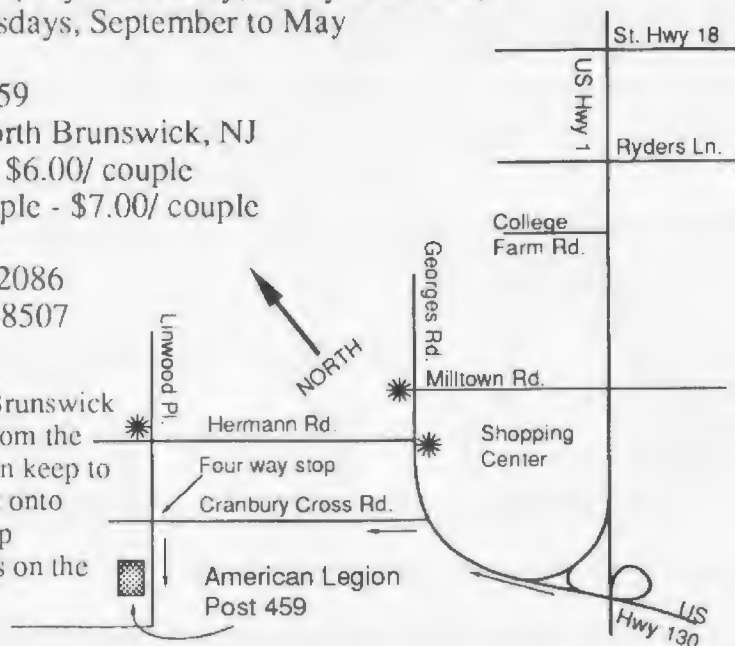 sdays, September to May
59
orth Brunswick, NJ
$6.00/ couple
ple - $7.00/ couple
2086
8507
Brunswick
om the
n keep to
onto
p
s on the
St. Hwy 18
US Hwy 1
Ryders Ln.
College
Farm Rd.
Georges Rd.
Linwood Pl.
NORTH
Milltown Rd.
Hermann Rd.
Shopping
Center
Four way stop
Cranbury Cross Rd.
American Legion
Post 459
US
Hwy 130